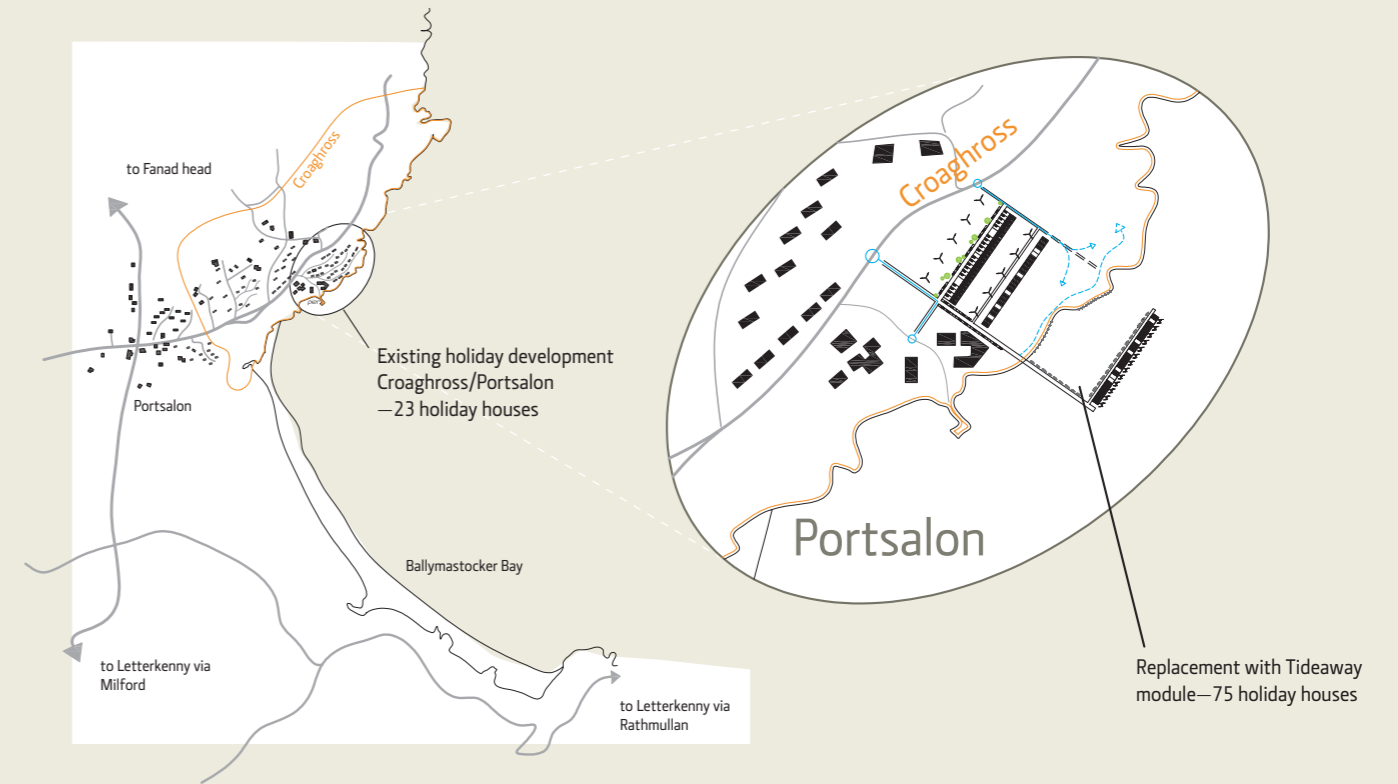 to Fanad head
Croaghross
pier
Existing holiday development
Croaghross/Portsalon
—23 holiday houses
Portsalon
Ballymastocker Bay
to Letterkenny via
Milford
to Letterkenny via
Rathmullan
Croaghross
Portsalon
Replacement with Tideaway
module—75 holiday houses